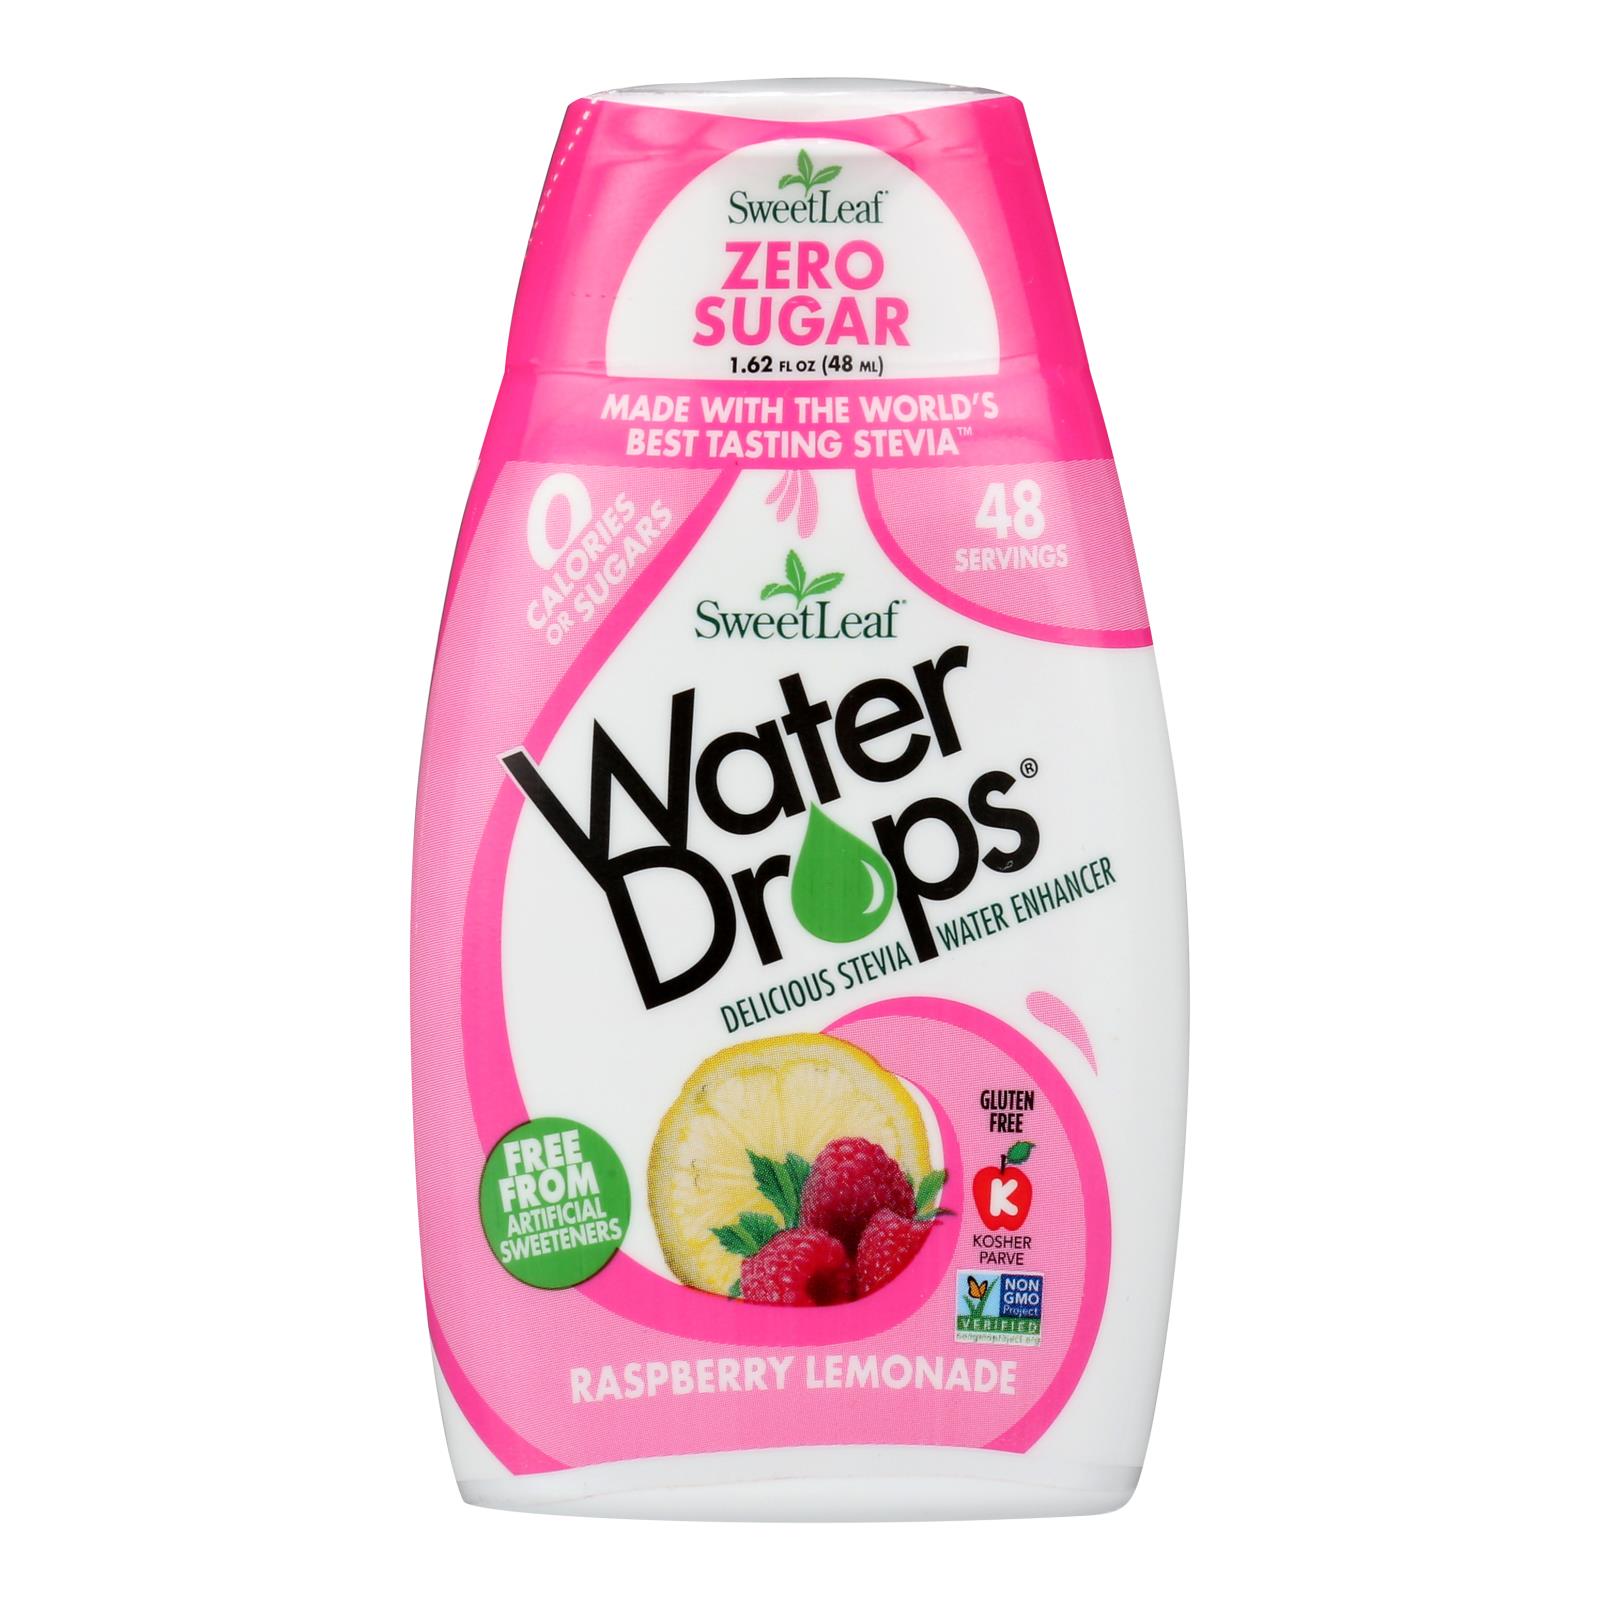 SweetLeaf®
ZERO
SUGAR
1.62 FL OZ (48 ML)
MADE WITH THE WORLD'S
BEST TASTING STEVIA™
0
CALORIES
OR SUGARS
48
SERVINGS
SweetLeaf®
Water
Drops®
DELICIOUS STEVIA WATER ENHANCER
FREE
FROM
ARTIFICIAL
SWEETENERS
GLUTEN
FREE
K
KOSHER
PARVE
NON
GMO
Project
VERIFIED
nongmoproject.org
RASPBERRY LEMONADE